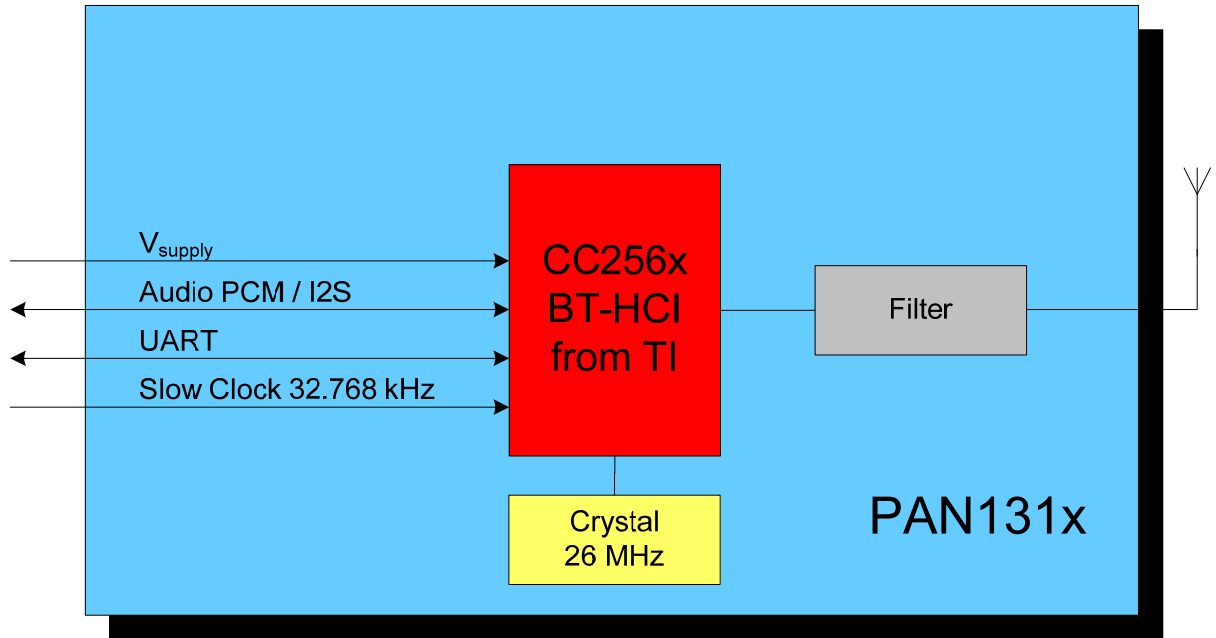 V_supply
Audio PCM / I2S
UART
Slow Clock 32.768 kHz
CC256x
BT-HCI
from TI
Filter
Crystal
26 MHz
PAN131x